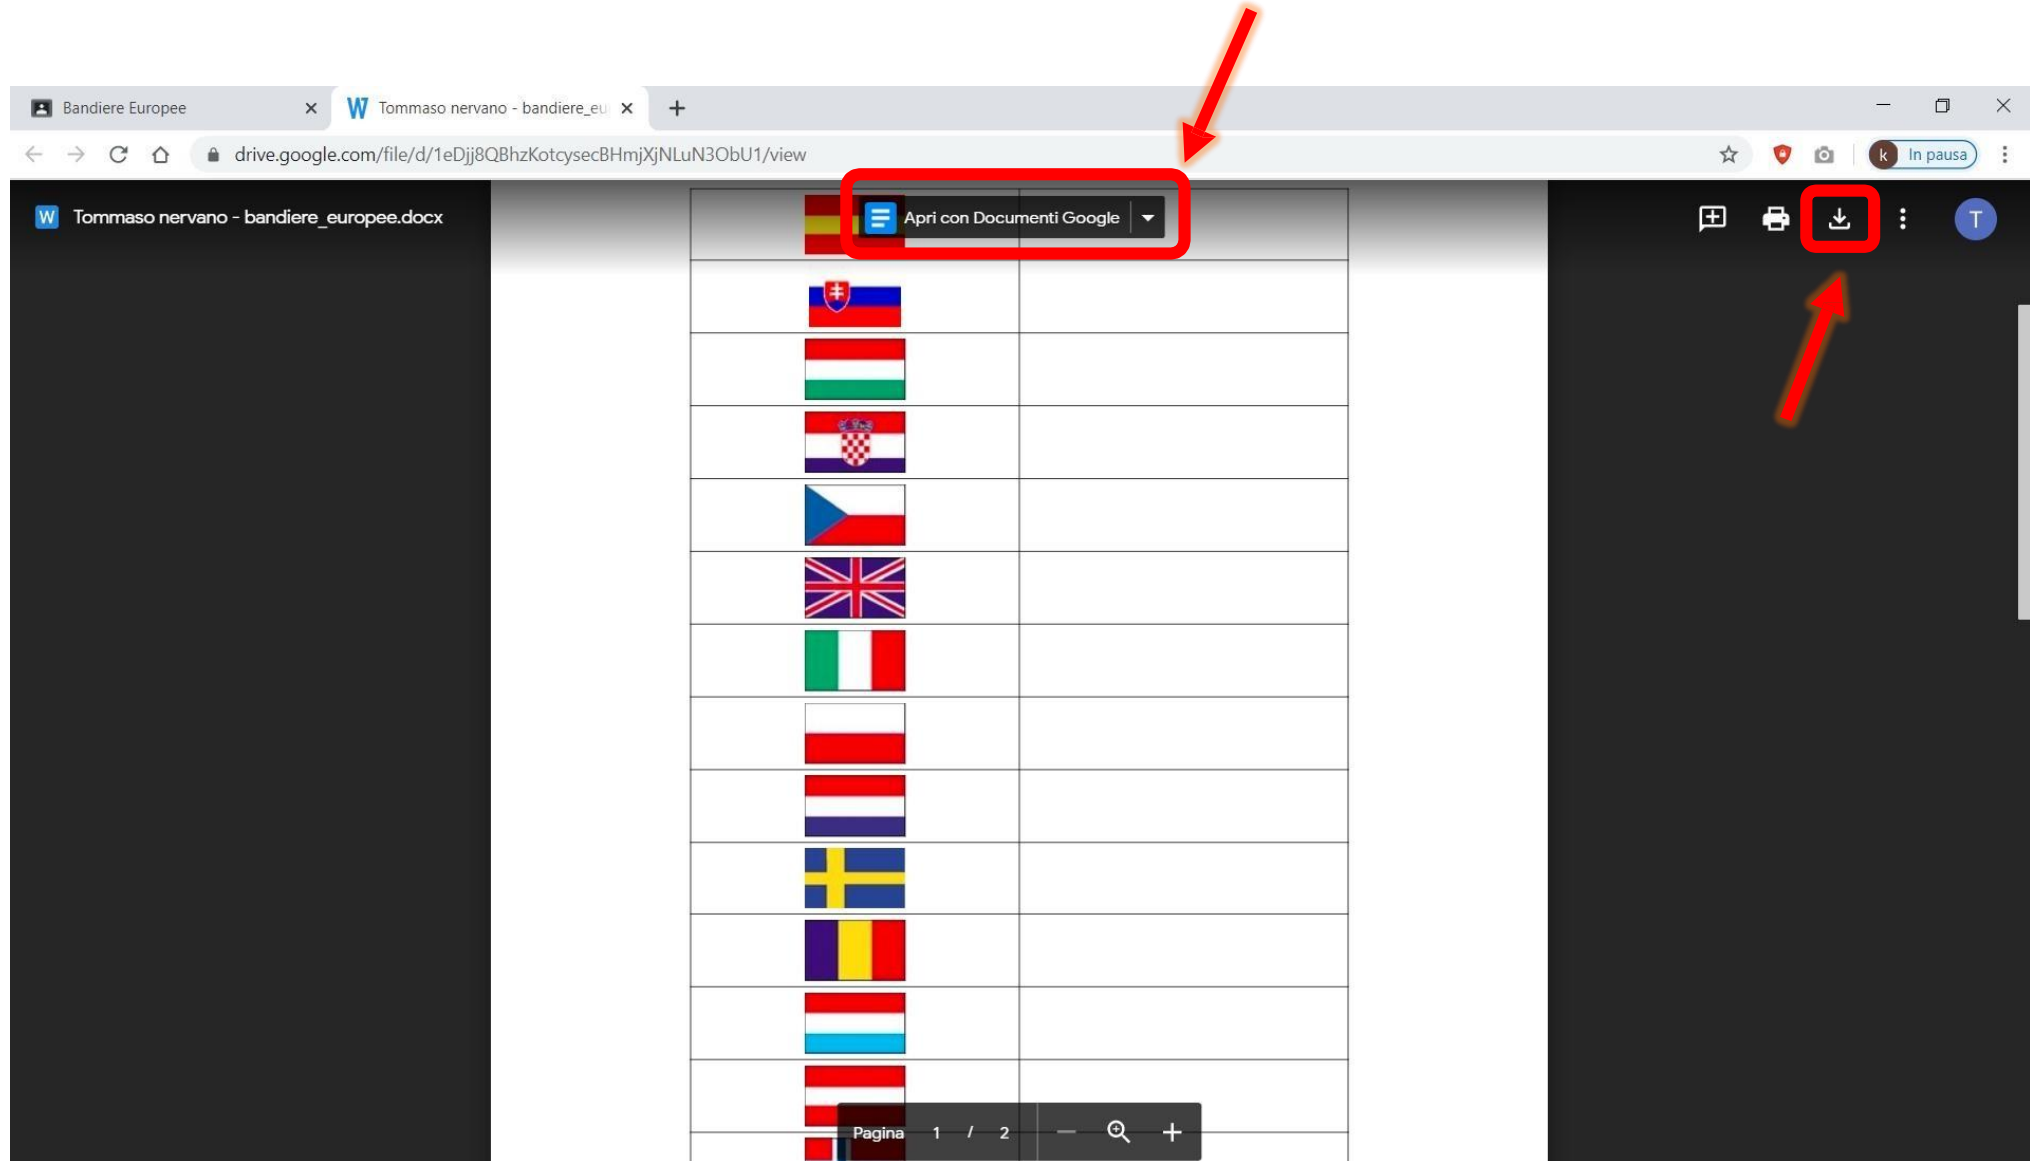 Bandiere Europee
Tommaso nervano - bandiere_eu
drive.google.com/file/d/1eDjj8QBhzKotcysecBHmjXjNLuN3ObU1/view
k In pausa
W Tommaso nervano - bandiere_europee.docx
Apri con Documenti Google
T
Pagina 1 / 2